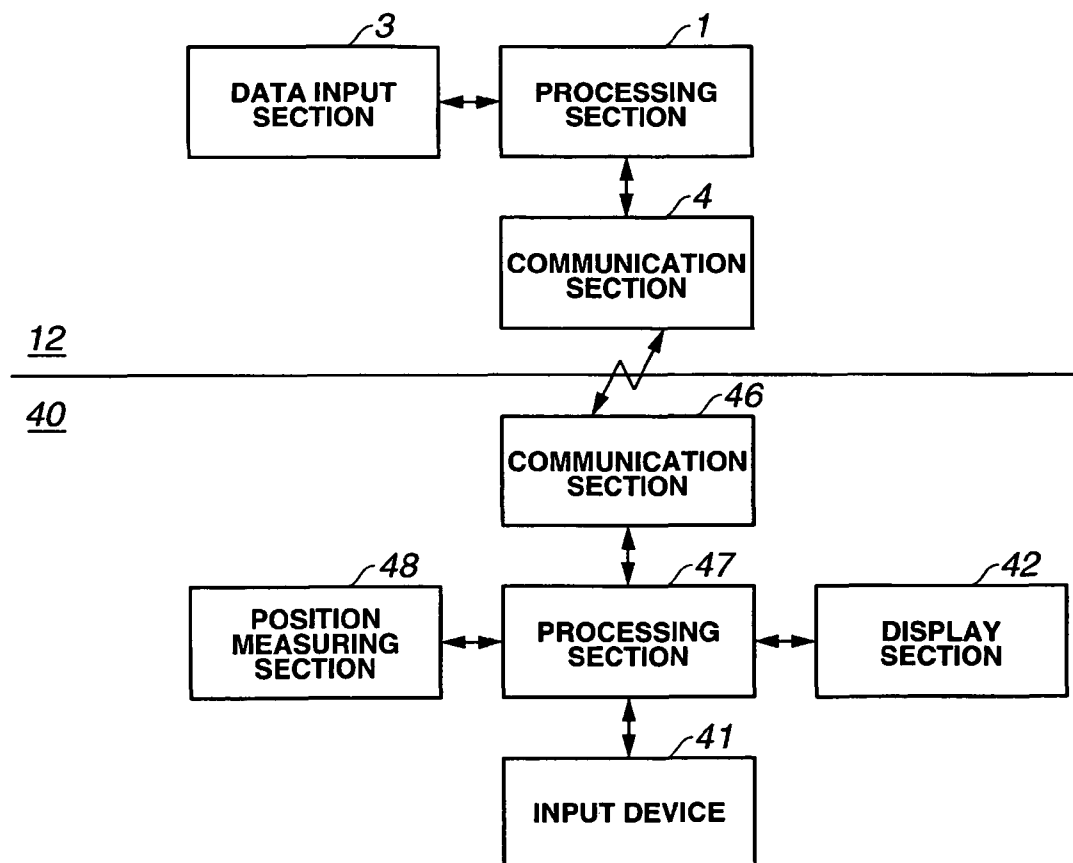 3
1
DATA INPUT
SECTION
PROCESSING
SECTION
4
COMMUNICATION
SECTION
12
40
46
COMMUNICATION
SECTION
48
47
42
POSITION
MEASURING
SECTION
PROCESSING
SECTION
DISPLAY
SECTION
41
INPUT DEVICE